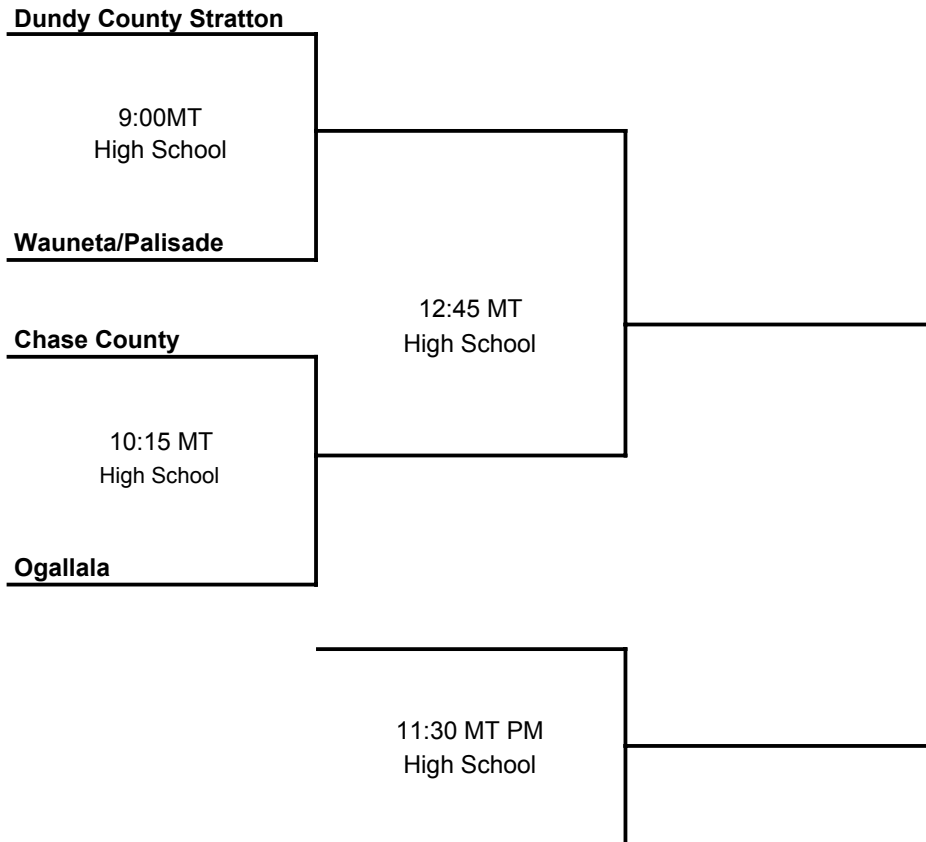 Dundy County Stratton
9:00MT
High School
Wauneta/Palisade
12:45 MT
High School
Chase County
10:15 MT
High School
Ogallala
11:30 MT PM
High School